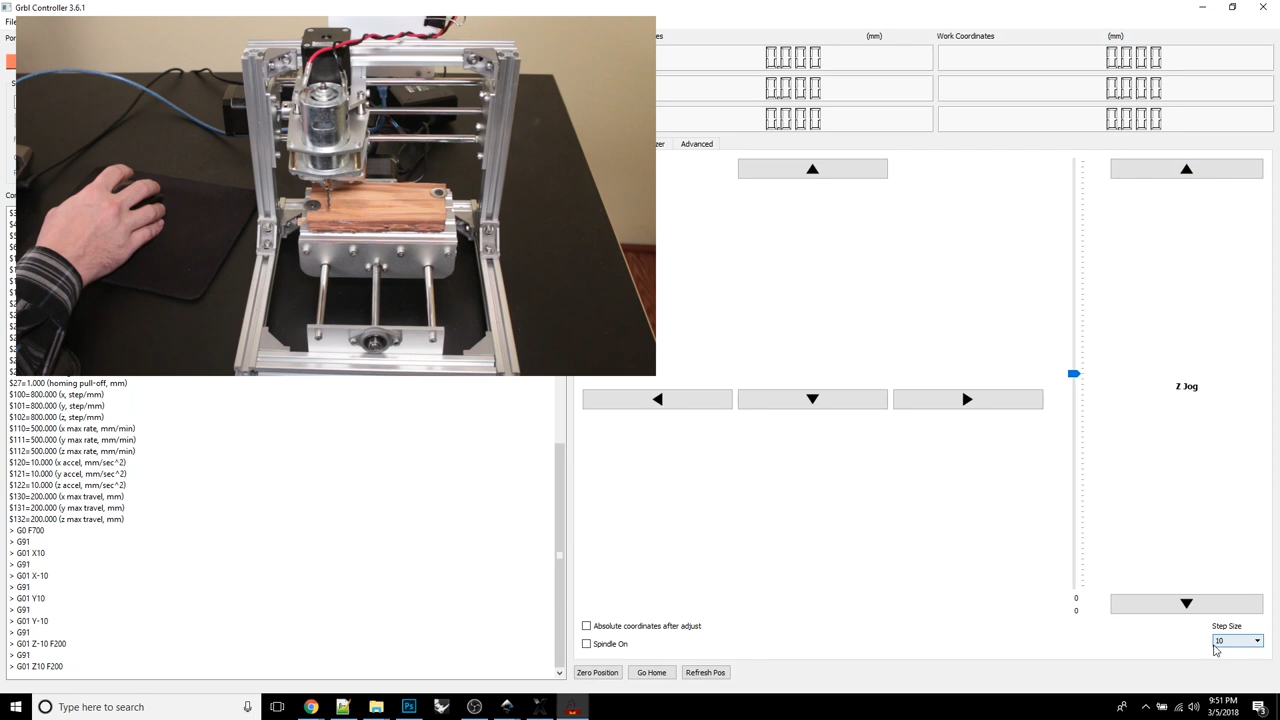 Grbl Controller 3.6.1
(mm)
Work Coordinates
(mm)
Advanced
$27=1.000 (homing pull-off, mm)
$100=800.000 (x, step/mm)
$101=800.000 (y, step/mm)
$102=800.000 (z, step/mm)
$110=500.000 (x max rate, mm/min)
$111=500.000 (y max rate, mm/min)
$112=500.000 (z max rate, mm/min)
$120=10.000 (x accel, mm/sec^2)
$121=10.000 (y accel, mm/sec^2)
$122=10.000 (z accel, mm/sec^2)
$130=200.000 (x max travel, mm)
$131=200.000 (y max travel, mm)
$132=200.000 (z max travel, mm)
> G0 F700
> G91
> G01 X10
> G91
> G01 X-10
> G91
> G01 Y10
> G91
> G01 Y-10
> G91
> G01 Z-10 F200
> G91
> G01 Z10 F200
Z Jog
0
0
Absolute coordinates after adjust
Spindle On
Step Size
10
Zero Position
Go Home
Refresh Pos
Type here to search
Ps
9:51 PM
3/5/2018